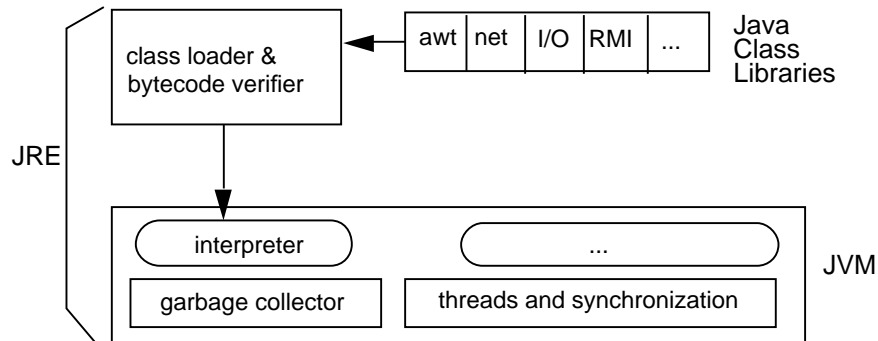 class loader &
bytecode verifier
awt net I/O RMI ...
Java
Class
Libraries
JRE
interpreter
...
JVM
garbage collector
threads and synchronization